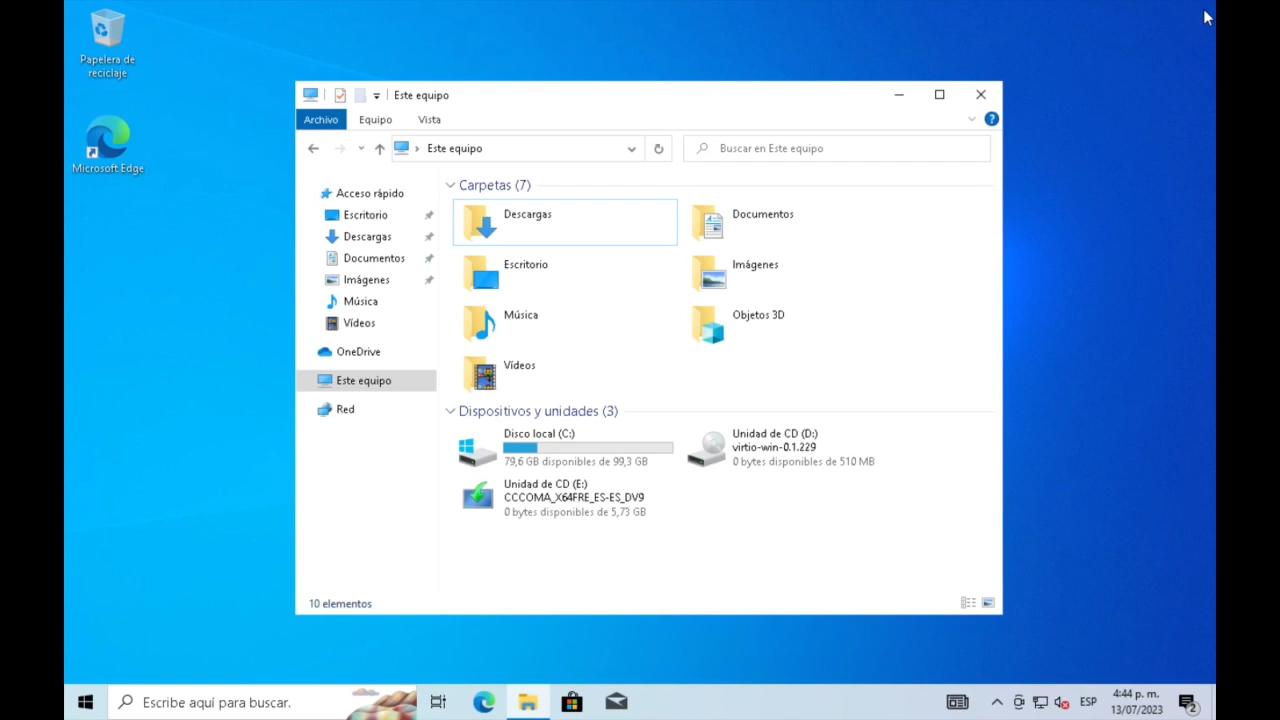 Papelera de
reciclaje
Microsoft Edge
Este equipo
Archivo
Equipo
Vista
Este equipo
Buscar en Este equipo
Acceso rápido
Escritorio
Descargas
Documentos
Imágenes
Música
Vídeos
OneDrive
Este equipo
Red
Carpetas (7)
Descargas
Documentos
Escritorio
Imágenes
Música
Objetos 3D
Vídeos
Dispositivos y unidades (3)
Disco local (C:)
79,6 GB disponibles de 99,3 GB
Unidad de CD (D:)
virtio-win-0.1.229
0 bytes disponibles de 510 MB
Unidad de CD (E:)
CCCOMA_X64FRE_ES-ES_DV9
0 bytes disponibles de 5,73 GB
10 elementos
Escribe aquí para buscar.
ESP
4:44 p. m.
13/07/2023
2